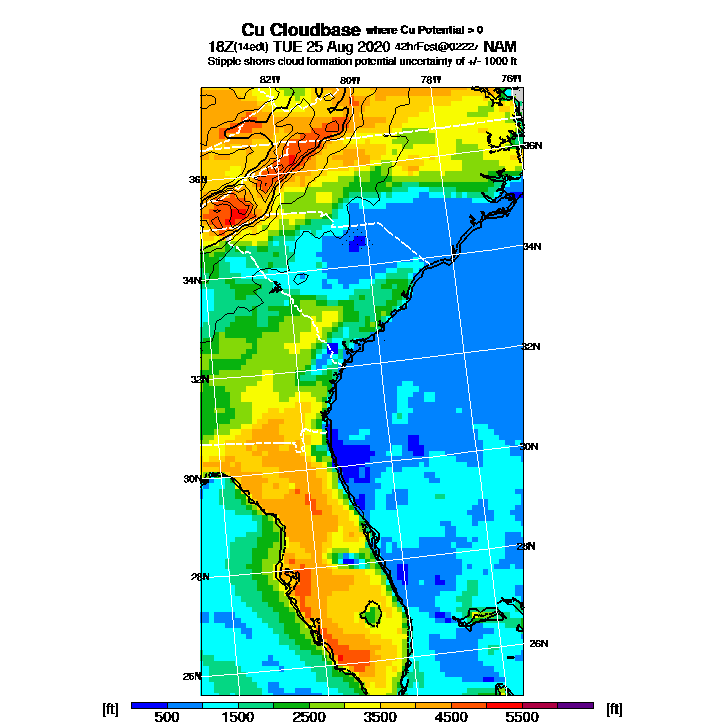 Cu Cloudbase where Cu Potential > 0
18Z(14edt) TUE 25 Aug 2020 42hrFcst@0222z NAM
Stipple shows cloud formation potential uncertainty of +/- 1000 ft
82W 80W 78W 76W
36N
36N
34N
34N
32N
32N
30N
30N
28N
28N
26N
26N
[ft] 500 1500 2500 3500 4500 5500 [ft]